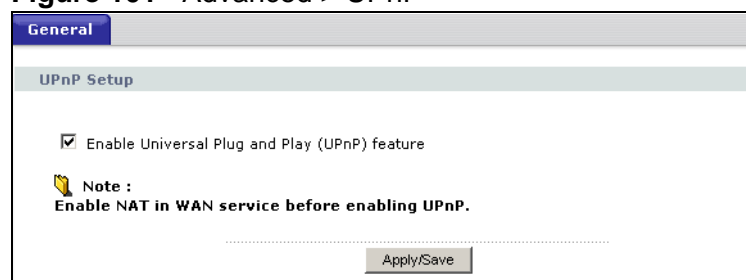 General
UPnP Setup
Enable Universal Plug and Play (UPnP) feature
Note :
Enable NAT in WAN service before enabling UPnP.
Apply/Save